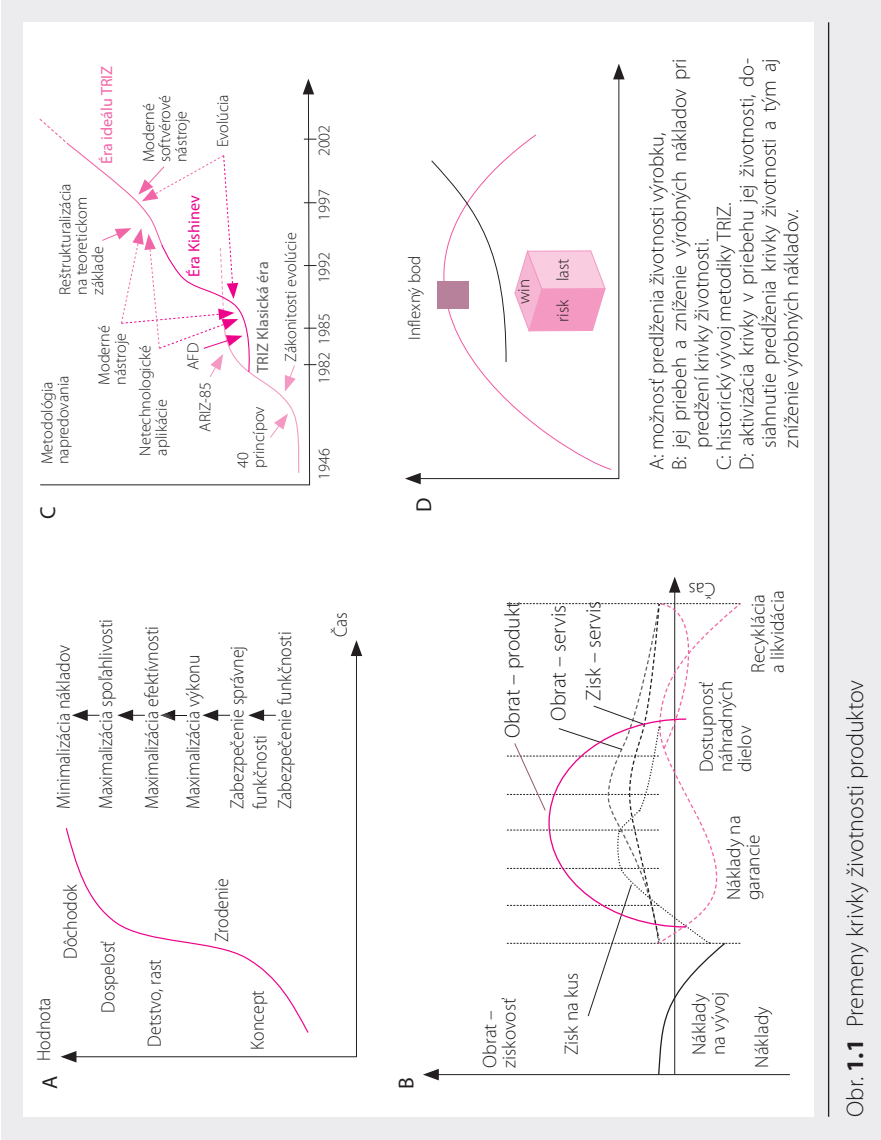 A
Hodnota
Dôchodok
Dospelosť
Detstvo, rast
Zrodenie
Koncept
Čas
Minimalizácia nákladov
Maximalizácia spoľahlivosti
Maximalizácia efektívnosti
Maximalizácia výkonu
Zabezpečenie správnej
funkčnosti
Zabezpečenie funkčnosti
C
Metodológia
napredovania
Reštrukturalizácia
na teoretickom
základe
Éra ideálu TRIZ
Moderné
softvérové
nástroje
Moderné
nástroje
Netechnologické
aplikácie
Éra Kishinev
Evolúcia
AFD
ARIZ-85
TRIZ Klasická éra
40
princípov
Zákonitosti evolúcie
1946
1982
1985
1992
1997
2002
B
Obrat –
ziskovosť
Zisk na kus
Obrat – produkt
Obrat – servis
Zisk – servis
Čas
Náklady
na vývoj
Náklady
Náklady na
garancie
Dostupnosť
náhradných
dielov
Recyklácia
a likvidácia
D
Inflexný bod
win
risk
last
A: možnosť predĺženia životnosti výrobku,
B: jej priebeh a zníženie výrobných nákladov pri
predžení krivky životnosti.
C: historický vývoj metodiky TRIZ.
D: aktivizácia krivky v priebehu jej životnosti, do-
siahnutie predĺženia krivky životnosti a tým aj
zníženie výrobných nákladov.
Obr. 1.1 Premeny krivky životnosti produktov